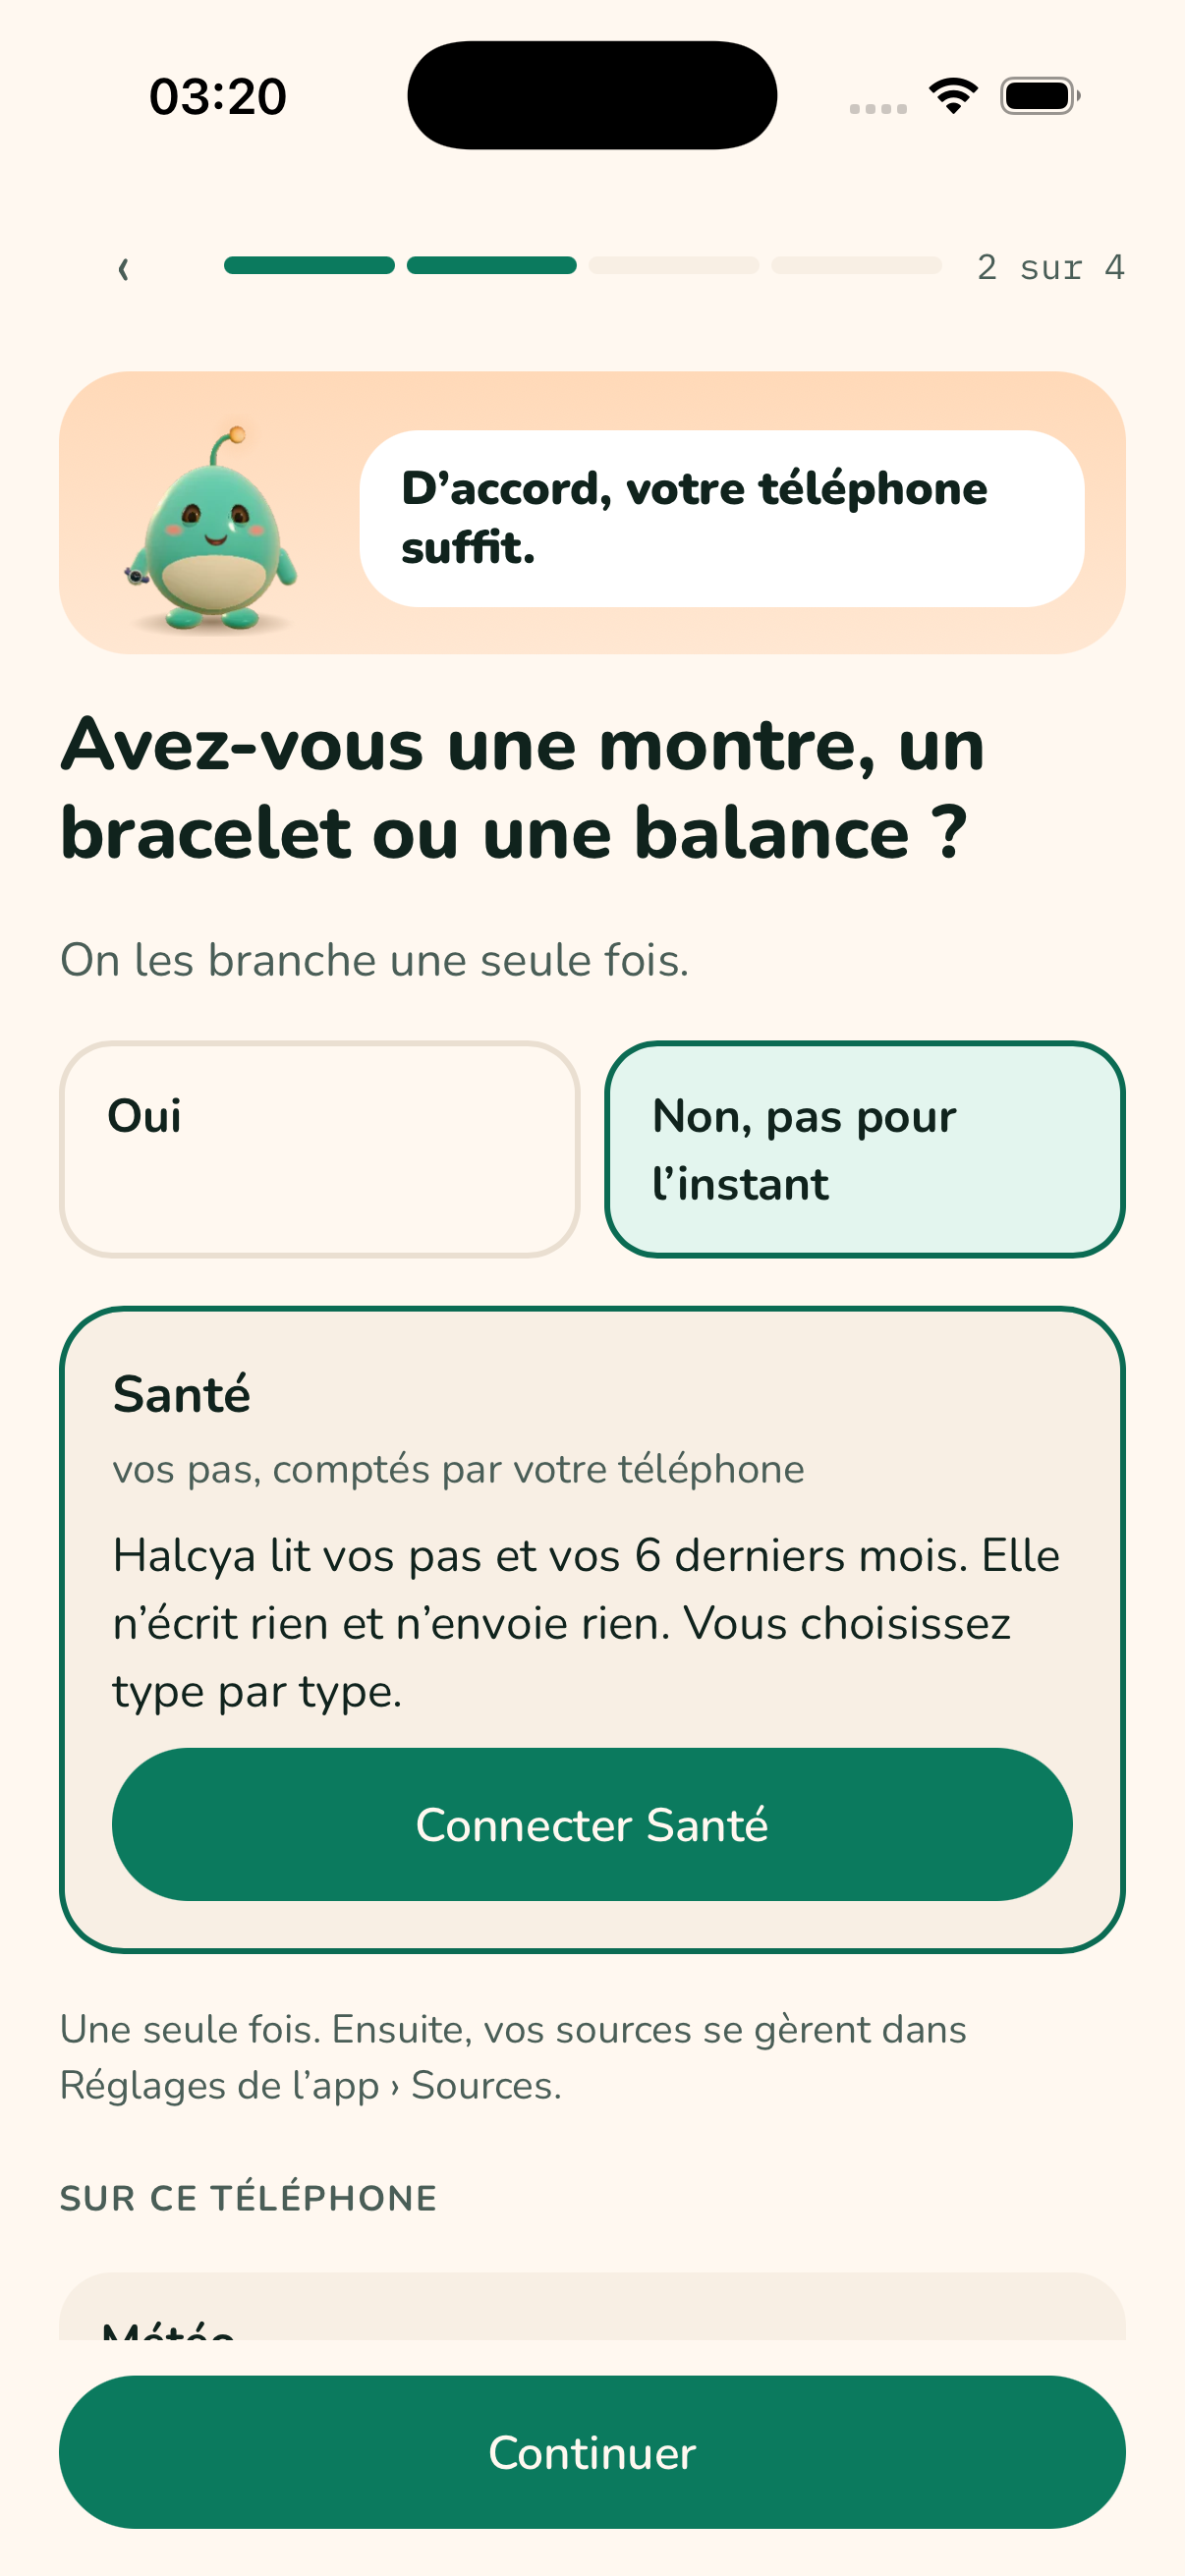 03:20
2 sur 4
D’accord, votre téléphone
suffit.
Avez-vous une montre, un
bracelet ou une balance ?
On les branche une seule fois.
Oui
Non, pas pour
l’instant
Santé
vos pas, comptés par votre téléphone
Halcya lit vos pas et vos 6 derniers mois. Elle
n’écrit rien et n’envoie rien. Vous choisissez
type par type.
Connecter Santé
Une seule fois. Ensuite, vos sources se gèrent dans
Réglages de l’app › Sources.
SUR CE TÉLÉPHONE
Météo
Continuer